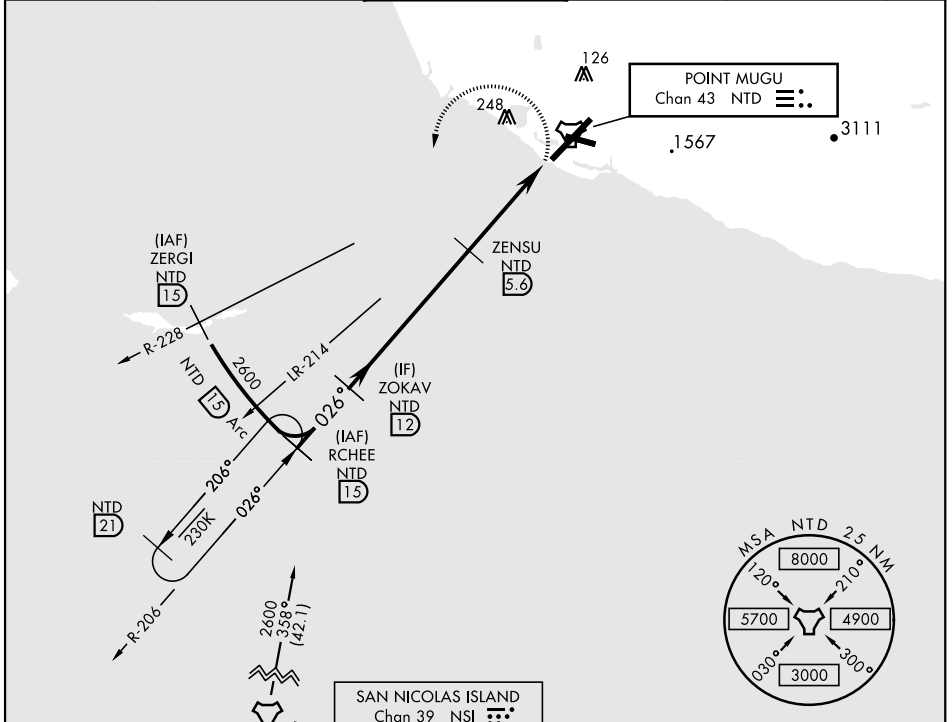 126
248
POINT MUGU
Chan 43 NTD
1567
3111
(IAF)
ZERGI
NTD
15
ZENSU
NTD
5.6
R-228
2600
LR-214
NTD 15 Arc
026°
(IF)
ZOKAV
NTD
12
(IAF)
RCHEE
NTD
15
206°
026°
230K
NTD
21
R-206
2600
358°
(42.1)
MSA NTD 25 NM
8000
120°
210°
5700
4900
030°
300°
3000
SAN NICOLAS ISLAND
Chan 39 NSI